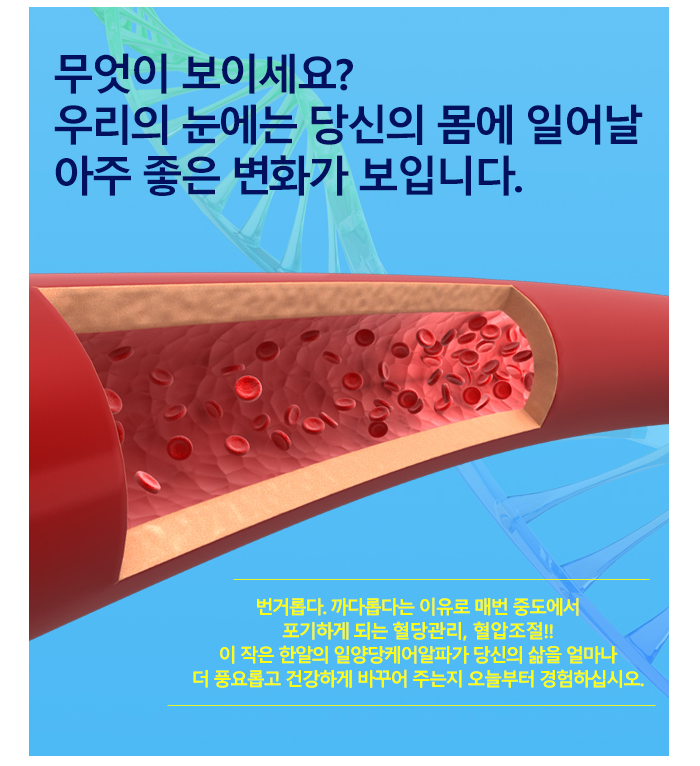 무엇이 보이세요?
우리의 눈에는 당신의 몸에 일어날
아주 좋은 변화가 보입니다.
번거롭다. 까다롭다는 이유로 매번 중도에서
포기하게 되는 혈당관리, 혈압조절!!
이 작은 한알의 일양당케어알파가 당신의 삶을 얼마나
더 풍요롭고 건강하게 바꾸어 주는지 오늘부터 경험하십시오.